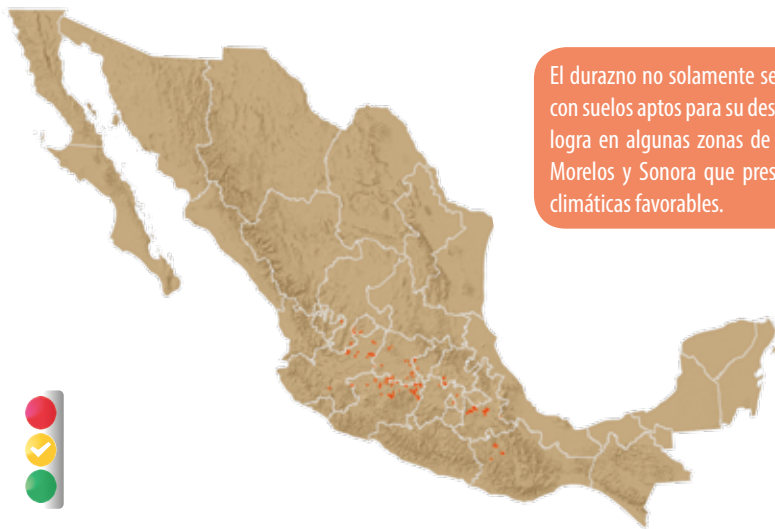 El durazno no solamente se
con suelos aptos para su des
logra en algunas zonas de
Morelos y Sonora que pres
climáticas favorables.